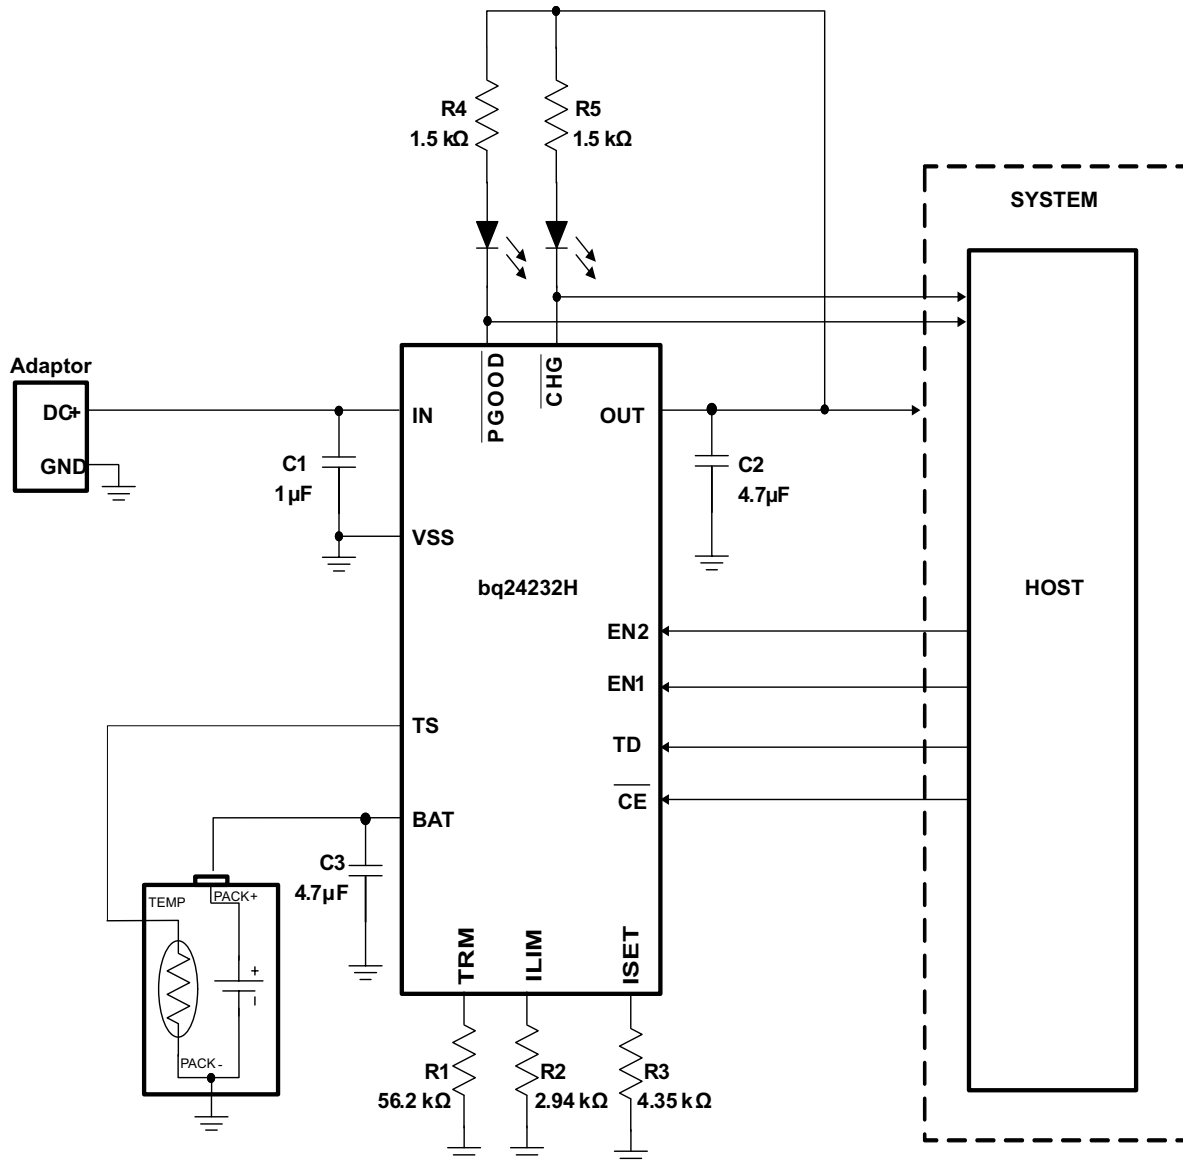 R4
1.5 kΩ
R5
1.5 kΩ
SYSTEM
Adaptor
DC+
GND
C1
1µF
IN
VSS
PGOOD
CHG
OUT
C2
4.7µF
bq24232H
HOST
EN2
EN1
TD
CE
TS
BAT
C3
4.7µF
TEMP
PACK+
+
-
PACK-
TRM
ILIM
ISET
R1
56.2 kΩ
R2
2.94 kΩ
R3
4.35 kΩ